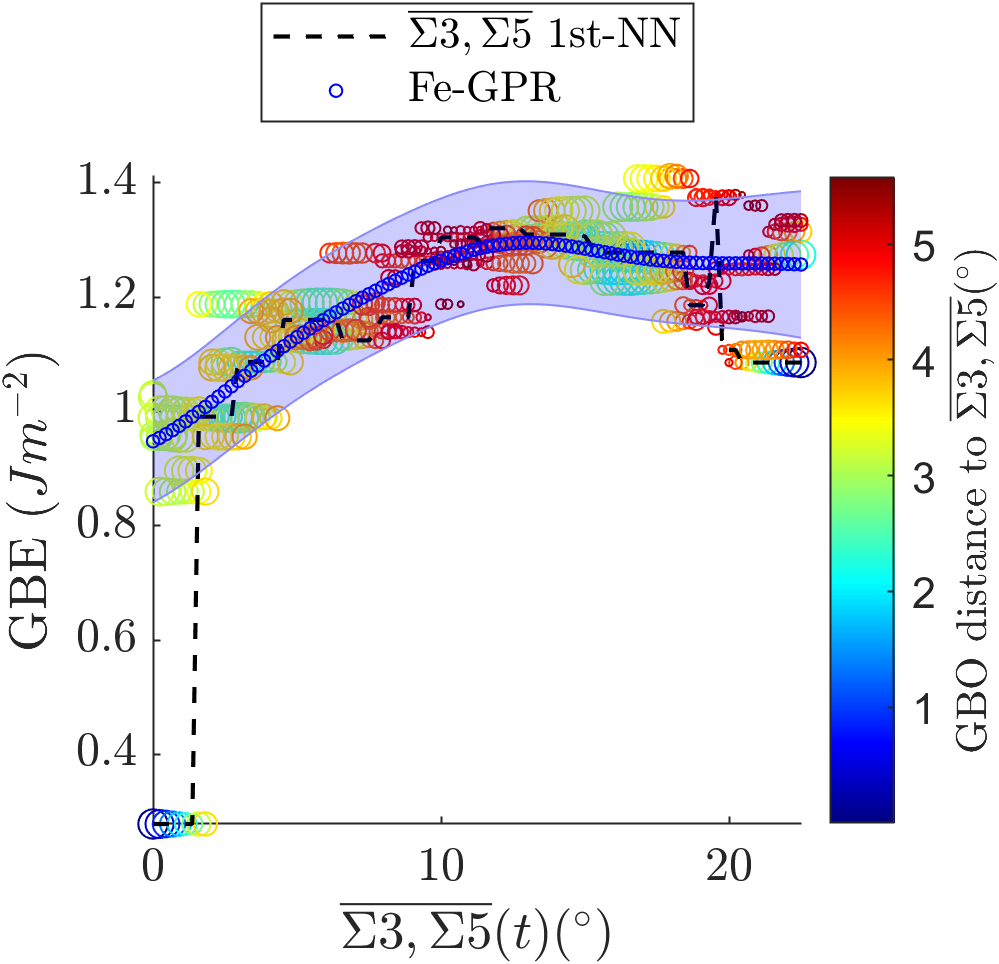 Σ3, Σ5 1st-NN
Fe-GPR
1.4
1.2
1
0.8
0.6
0.4
GBE (Jm⁻²)
0
10
20
Σ3, Σ5(t)(°)
5
4
3
2
1
GBO distance to Σ3, Σ5(°)